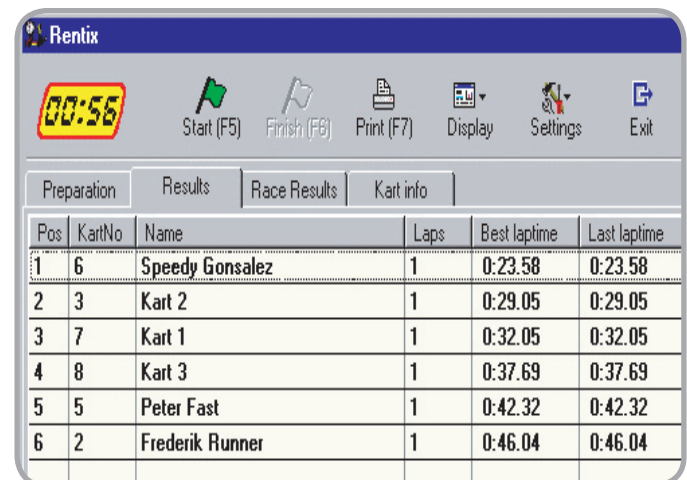 Rentix
00:56
Start (F5) Finish (F6) Print (F7) Display Settings Exit
Preparation Results Race Results Kart info
Pos KartNo Name Laps Best laptime Last laptime
1 6 Speedy Gonsalez 1 0:23.58 0:23.58
2 3 Kart 2 1 0:29.05 0:29.05
3 7 Kart 1 1 0:32.05 0:32.05
4 8 Kart 3 1 0:37.69 0:37.69
5 5 Peter Fast 1 0:42.32 0:42.32
6 2 Frederik Runner 1 0:46.04 0:46.04